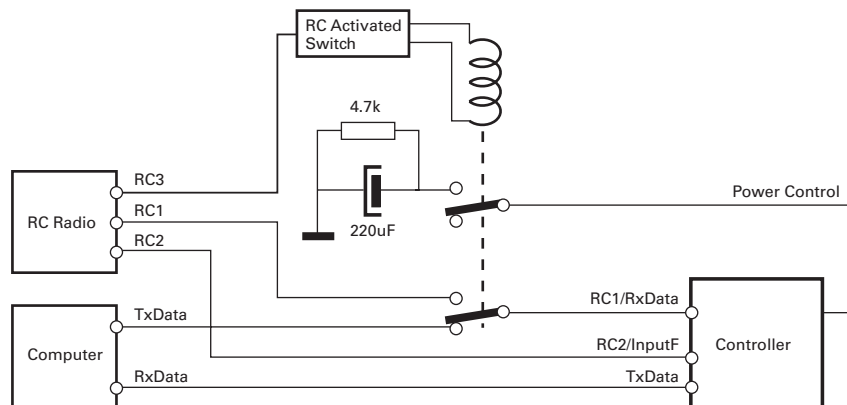 RC Activated
Switch
4.7k
RC3
Power Control
RC1
RC Radio
RC2
220uF
TxData
RC1/RxData
RC2/InputF
Computer
Controller
RxData
TxData